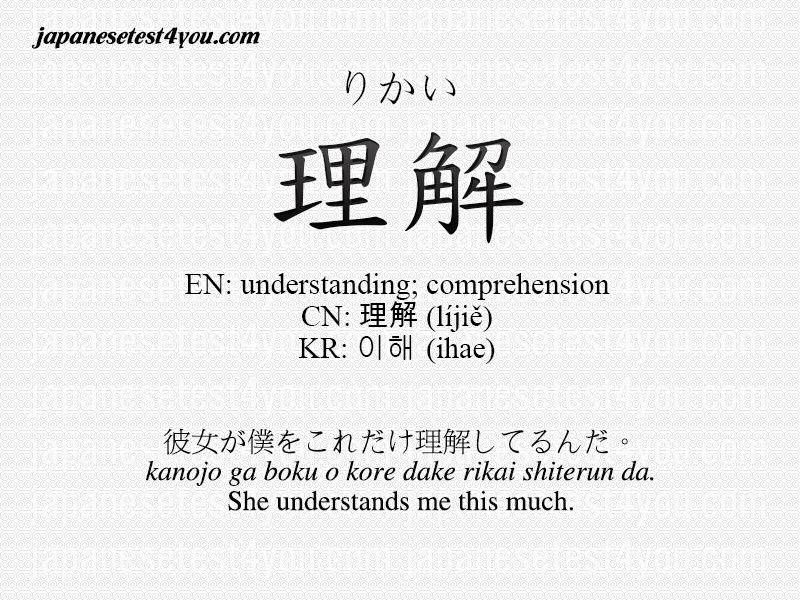 japanesetest4you.com
りかい
理解
EN: understanding; comprehension
CN: 理解 (líjiě)
KR: 이해 (ihae)
彼女が僕をこれだけ理解してるんだ。
kanojo ga boku o kore dake rikai shiterun da.
She understands me this much.